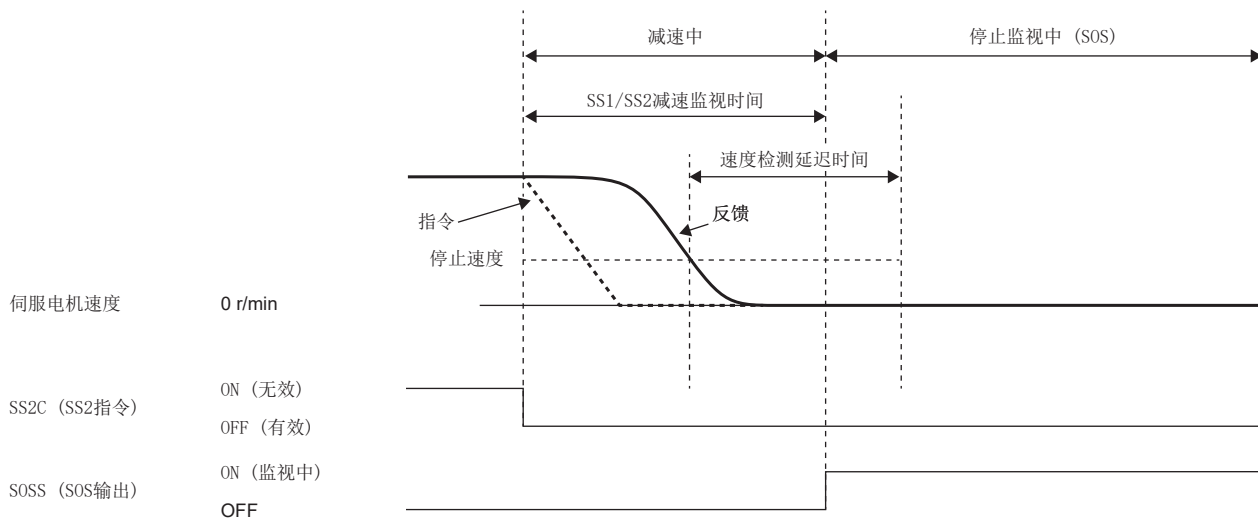 减速中
停止监视中（SOS）
SS1/SS2减速监视时间
速度检测延迟时间
指令
反馈
停止速度
伺服电机速度
0 r/min
SS2C（SS2指令）
ON（无效）
OFF（有效）
SOSS（SOS输出）
ON（监视中）
OFF